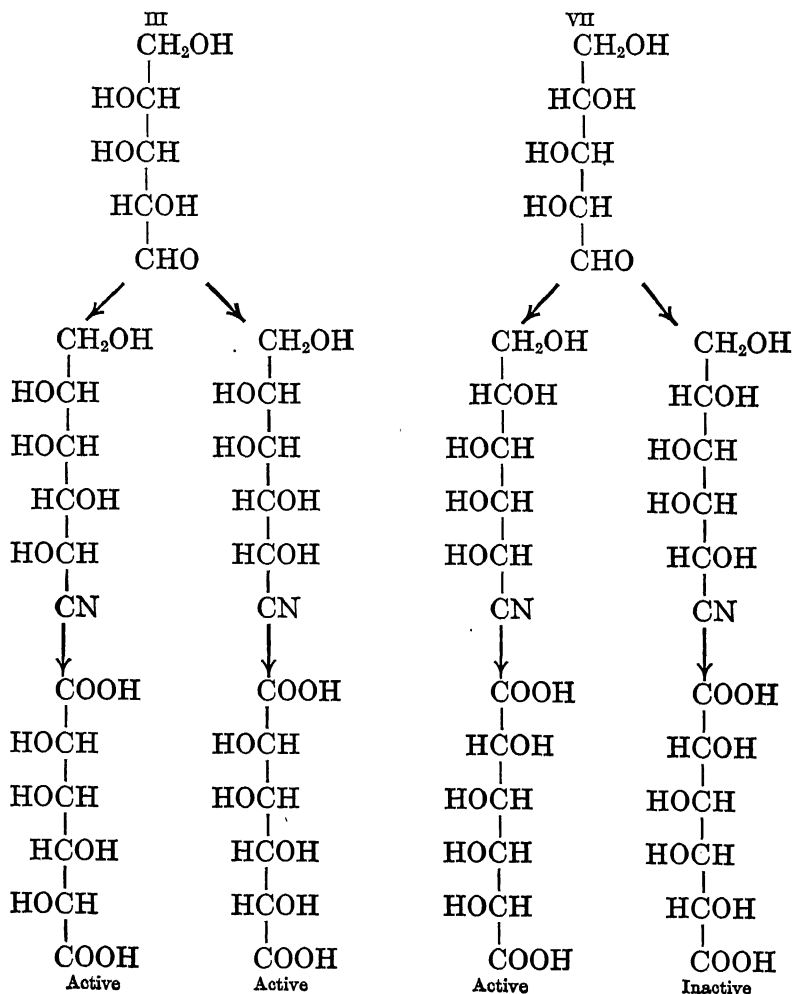 III VII
CH₂OH CH₂OH
HOCH HCOH
HOCH HOCH
HCOH HOCH
CHO CHO
CH₂OH CH₂OH CH₂OH CH₂OH
HOCH HOCH HCOH HCOH
HOCH HOCH HOCH HOCH
HCOH HCOH HOCH HOCH
HOCH HCOH HOCH HCOH
CN CN CN CN
COOH COOH COOH COOH
HOCH HOCH HCOH HCOH
HOCH HOCH HOCH HOCH
HCOH HCOH HOCH HOCH
HOCH HCOH HOCH HCOH
COOH COOH COOH COOH
Active Active Active Inactive